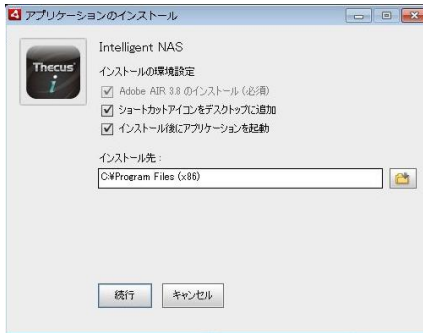 アプリケーションのインストール
Thecus
i
Intelligent NAS
インストールの環境設定
Adobe AIR 3.8 のインストール (必須)
ショートカットアイコンをデスクトップに追加
インストール後にアプリケーションを起動
インストール先 :
C:¥Program Files (x86)
続行
キャンセル